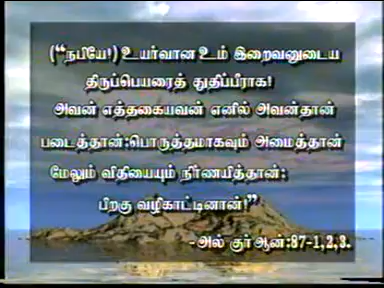 (“நபியே!) உயர்வான உம் இறைவனுடைய
திருப்பெயரைத் துதிப்பீராக!
அவன் எத்தகையவன் எனில் அவன்தான்
படைத்தான்;பொருத்தமாகவும் அமைத்தான்
மேலும் விதியையும் நிர்ணயித்தான்;
பிறகு வழிகாட்டினான்!”
-அல் குர்ஆன்:87-1,2,3.